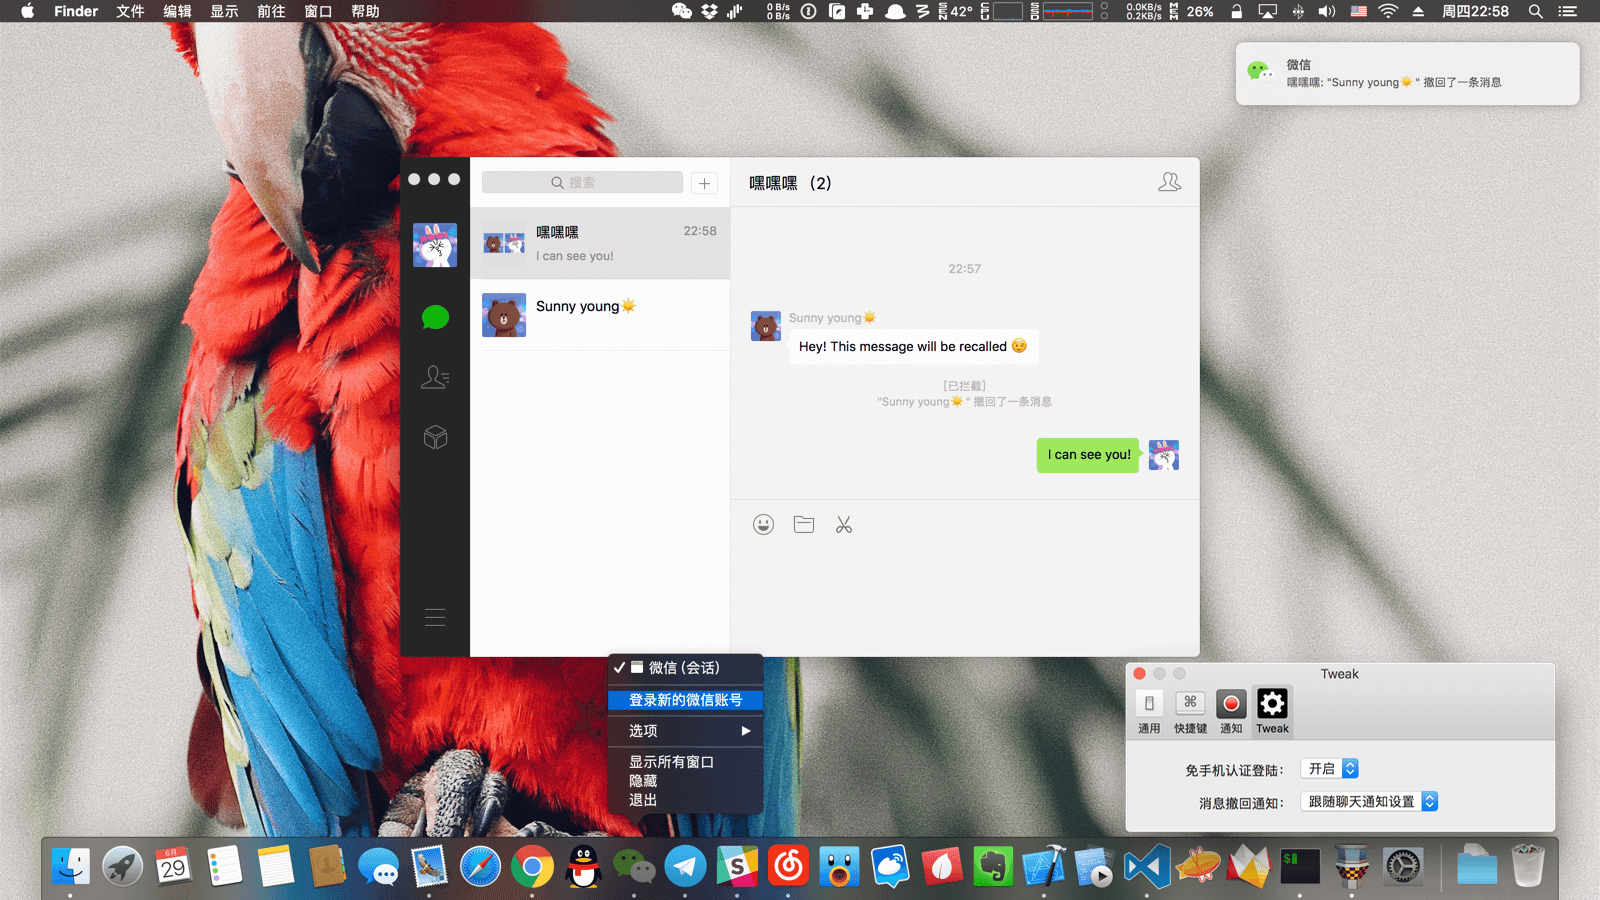 Finder 文件 编辑 显示 前往 窗口 帮助
0 B/s
0 B/s
SEN 42° CPU SSD
0.0KB/s
0.2KB/s
MEM 26% 周四22:58
微信
嘿嘿嘿: "Sunny young☀️" 撤回了一条消息
搜索
嘿嘿嘿 22:58
I can see you!
Sunny young☀️
嘿嘿嘿 (2)
22:57
Sunny young☀️
Hey! This message will be recalled 😉
[已拦截]
"Sunny young☀️" 撤回了一条消息
I can see you!
微信 (会话)
登录新的微信账号
选项
显示所有窗口
隐藏
退出
Tweak
通用 快捷键 通知 Tweak
免手机认证登陆: 开启
消息撤回通知: 跟随聊天通知设置
6月
29
$